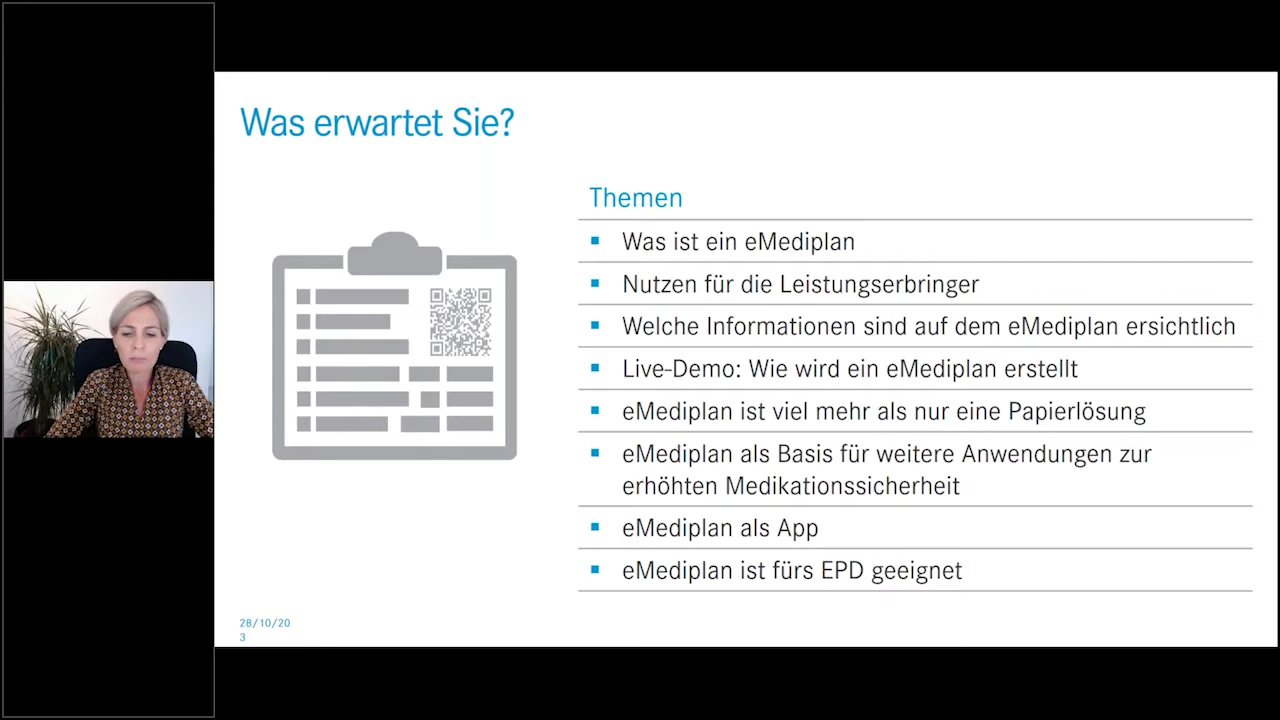 Was erwartet Sie?
Themen
Was ist ein eMediplan
Nutzen für die Leistungserbringer
Welche Informationen sind auf dem eMediplan ersichtlich
Live-Demo: Wie wird ein eMediplan erstellt
eMediplan ist viel mehr als nur eine Papierlösung
eMediplan als Basis für weitere Anwendungen zur
erhöhten Medikationssicherheit
eMediplan als App
eMediplan ist fürs EPD geeignet
28/10/20
3